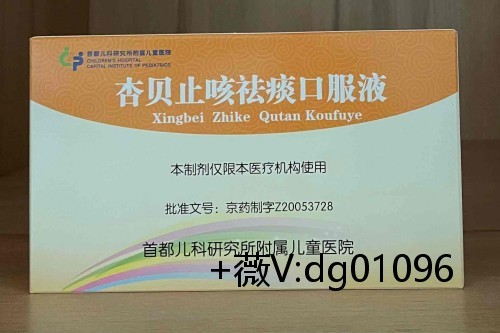 首都儿科研究所附属儿童医院
CHILDREN'S HOSPITAL
CAPITAL INSTITUTE OF PEDIATRICS
杏贝止咳祛痰口服液
Xingbei Zhike Qutan Koufuye
本制剂仅限本医疗机构使用
批准文号：京药制字Z20053728
首都儿科研究所附属儿童医院
+微V:dg01096